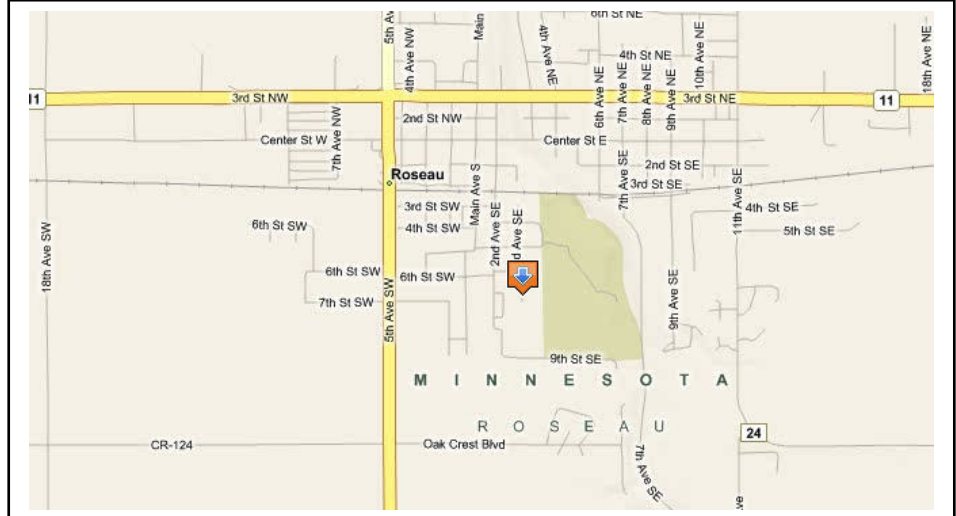 6th St NE
5th Av
4th Ave NW
Main
4th Ave NE
4th St NE
10th Ave NE
18th Ave NE
11
3rd St NW
6th Ave NE
7th Ave NE
8th Ave NE
9th Ave NE
3rd St NE
11
2nd St NW
Center St W
7th Ave NW
Center St E
2nd St SE
Roseau
3rd St SE
7th Ave SE
11th Ave SE
3rd St SW
Main Ave S
4th St SW
2nd Ave SE
d Ave SE
4th St SE
5th St SE
6th St SW
18th Ave SW
6th St SW
6th St SW
7th St SW
5th Ave SW
9th Ave SE
9th St SE
MINNESOTA
ROSEAU
24
CR-124
Oak Crest Blvd
7th Ave SE